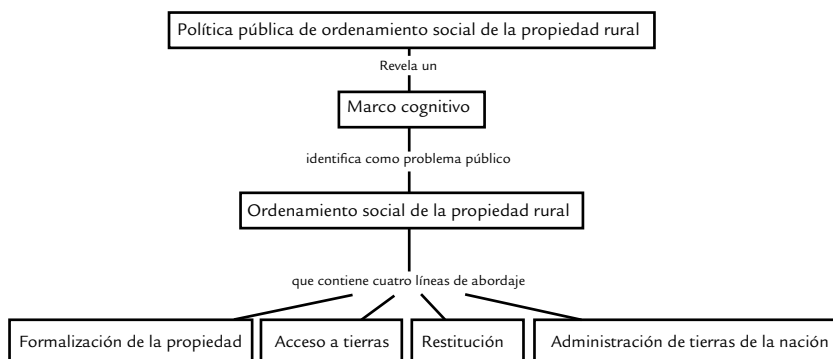 Política pública de ordenamiento social de la propiedad rural
Revela un
Marco cognitivo
identifica como problema público
Ordenamiento social de la propiedad rural
que contiene cuatro líneas de abordaje
Formalización de la propiedad
Acceso a tierras
Restitución
Administración de tierras de la nación